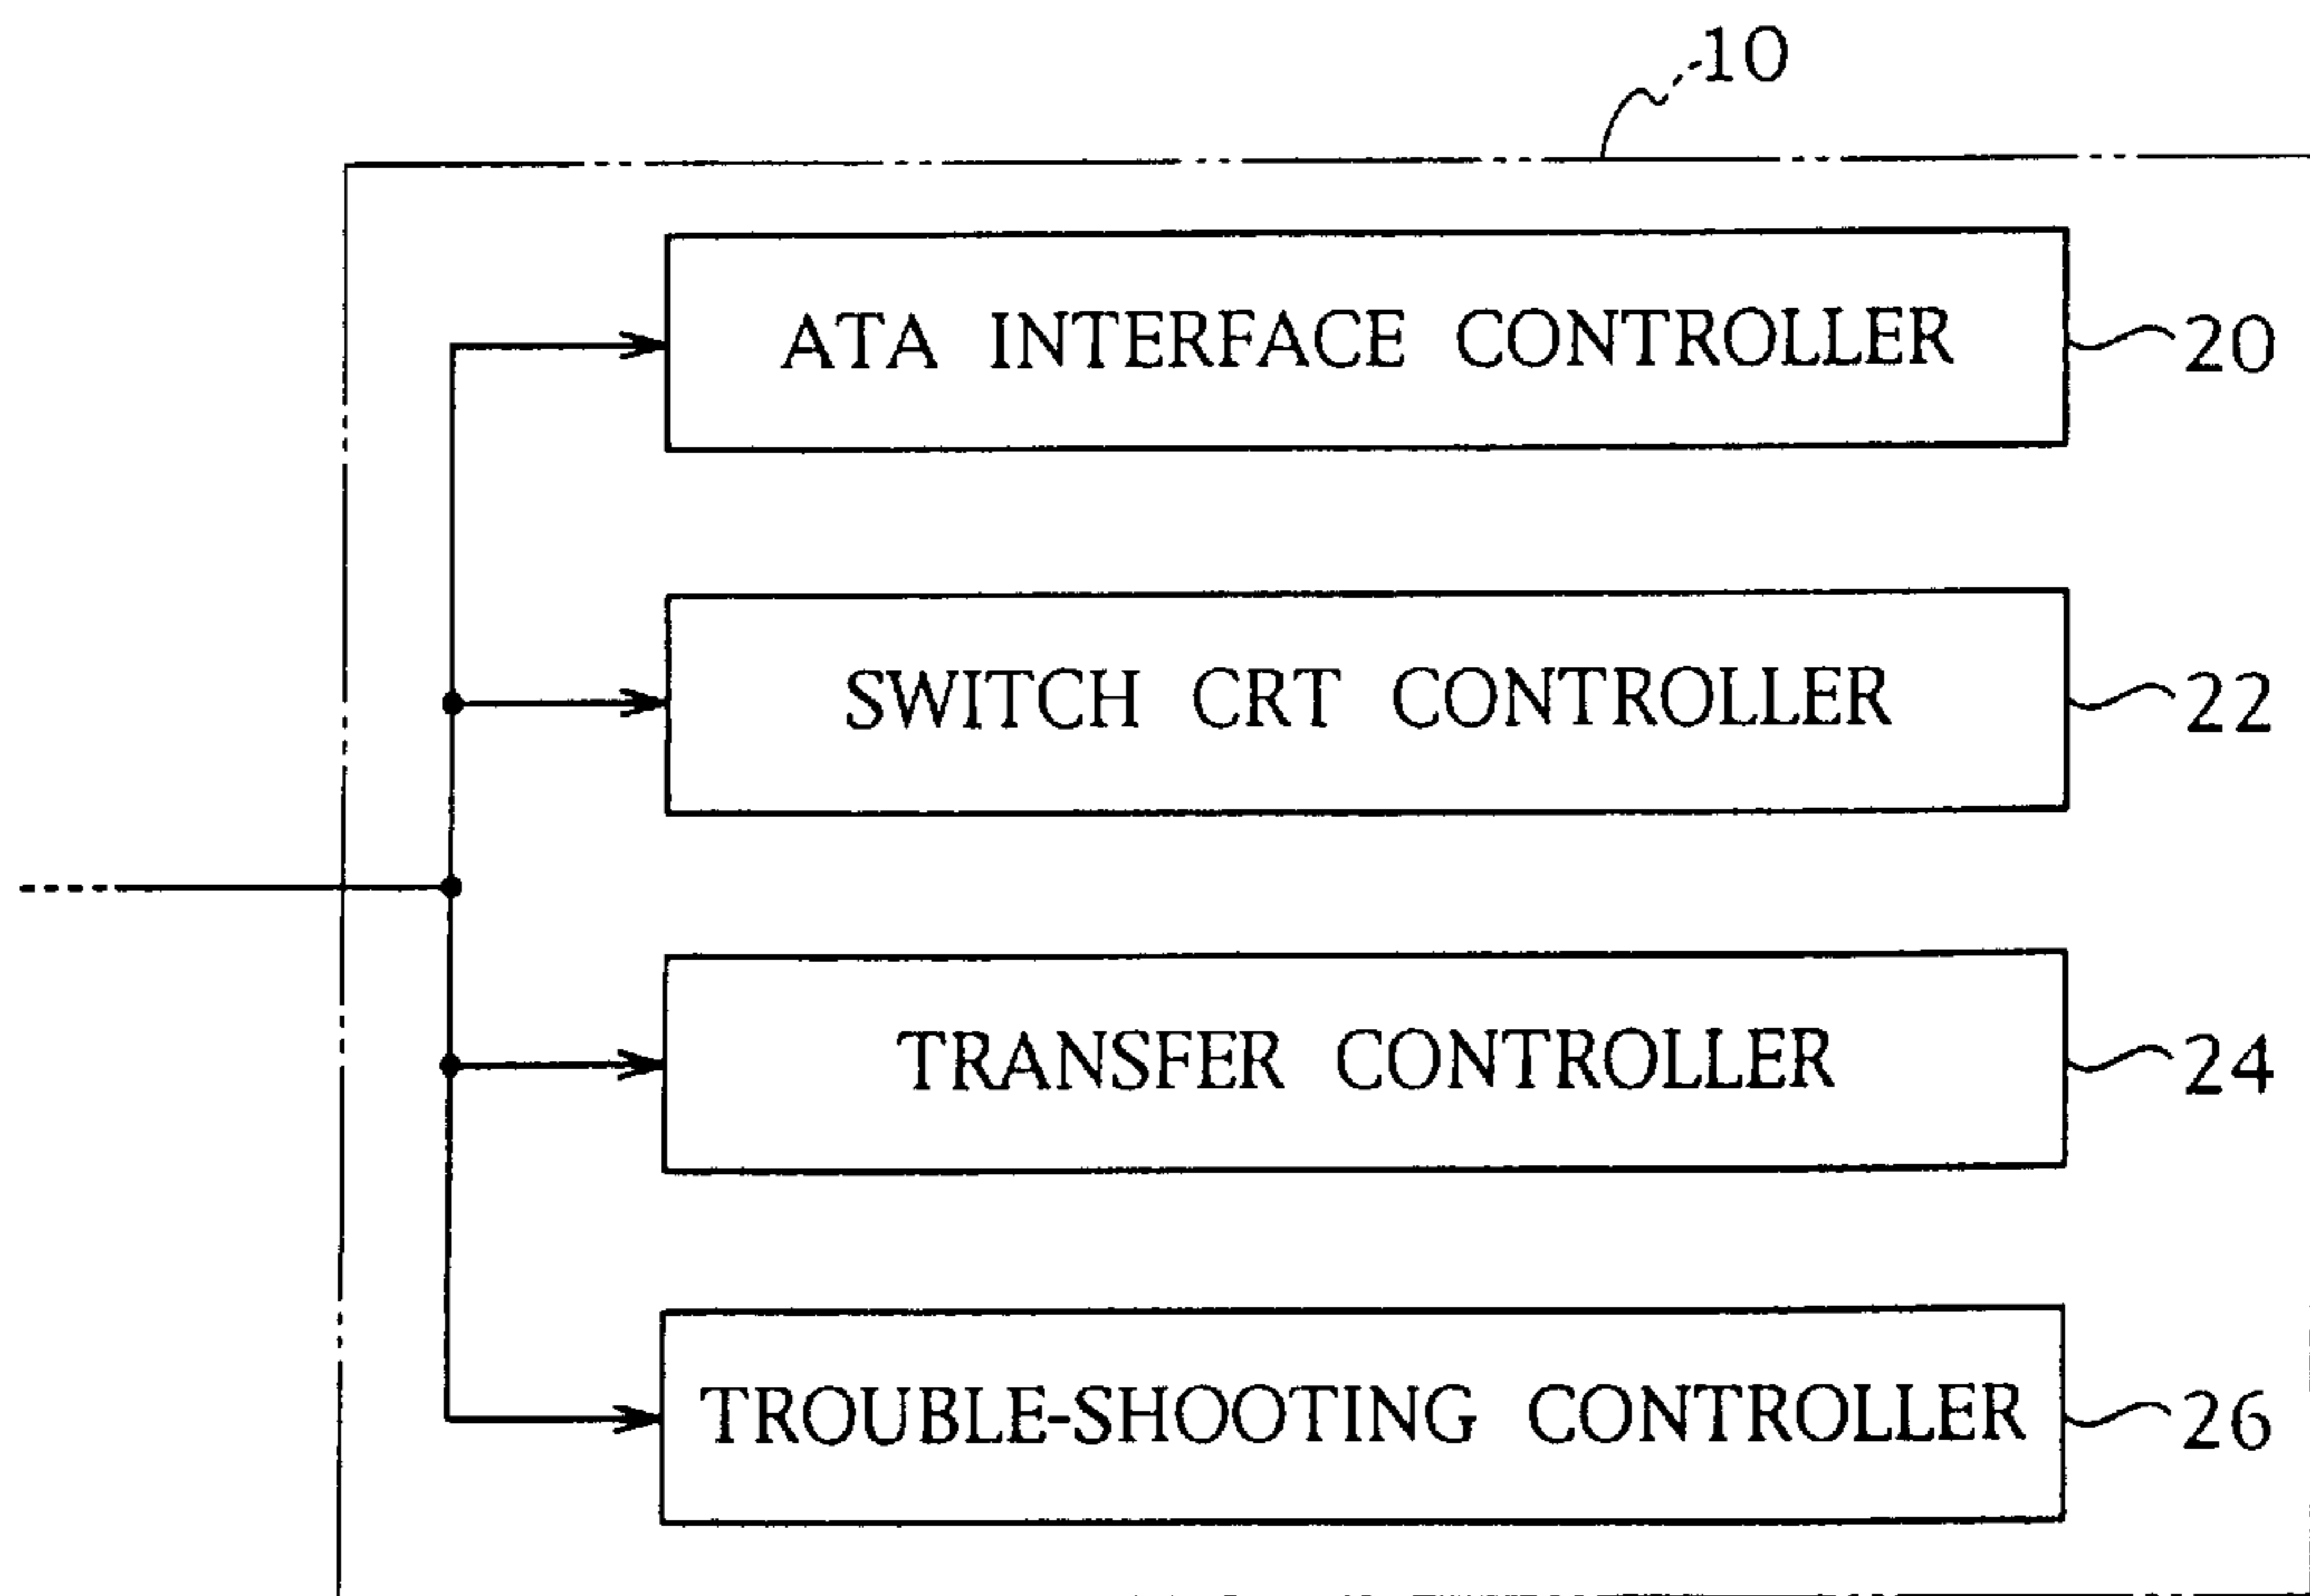 10
ATA INTERFACE CONTROLLER 20
SWITCH CRT CONTROLLER 22
TRANSFER CONTROLLER 24
TROUBLE-SHOOTING CONTROLLER 26